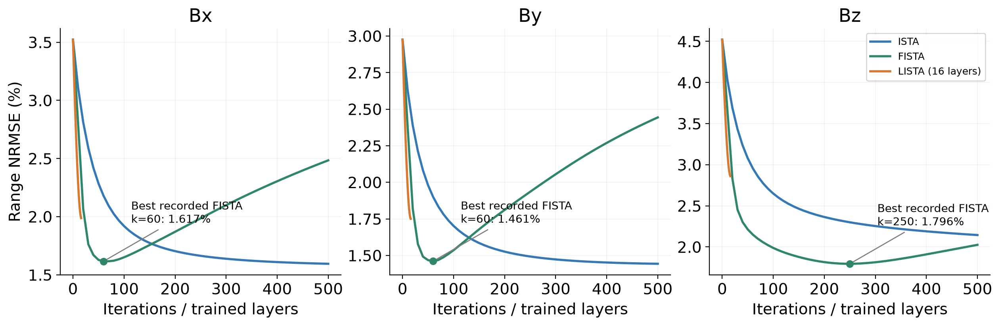 Bx
By
Bz
Range NRMSE (%)
3.5
3.0
2.5
2.0
1.5
Best recorded FISTA
k=60: 1.617%
0
100
200
300
400
500
Iterations / trained layers
3.00
2.75
2.50
2.25
2.00
1.75
1.50
Best recorded FISTA
k=60: 1.461%
0
100
200
300
400
500
Iterations / trained layers
4.5
4.0
3.5
3.0
2.5
2.0
ISTA
FISTA
LISTA (16 layers)
Best recorded FISTA
k=250: 1.796%
0
100
200
300
400
500
Iterations / trained layers